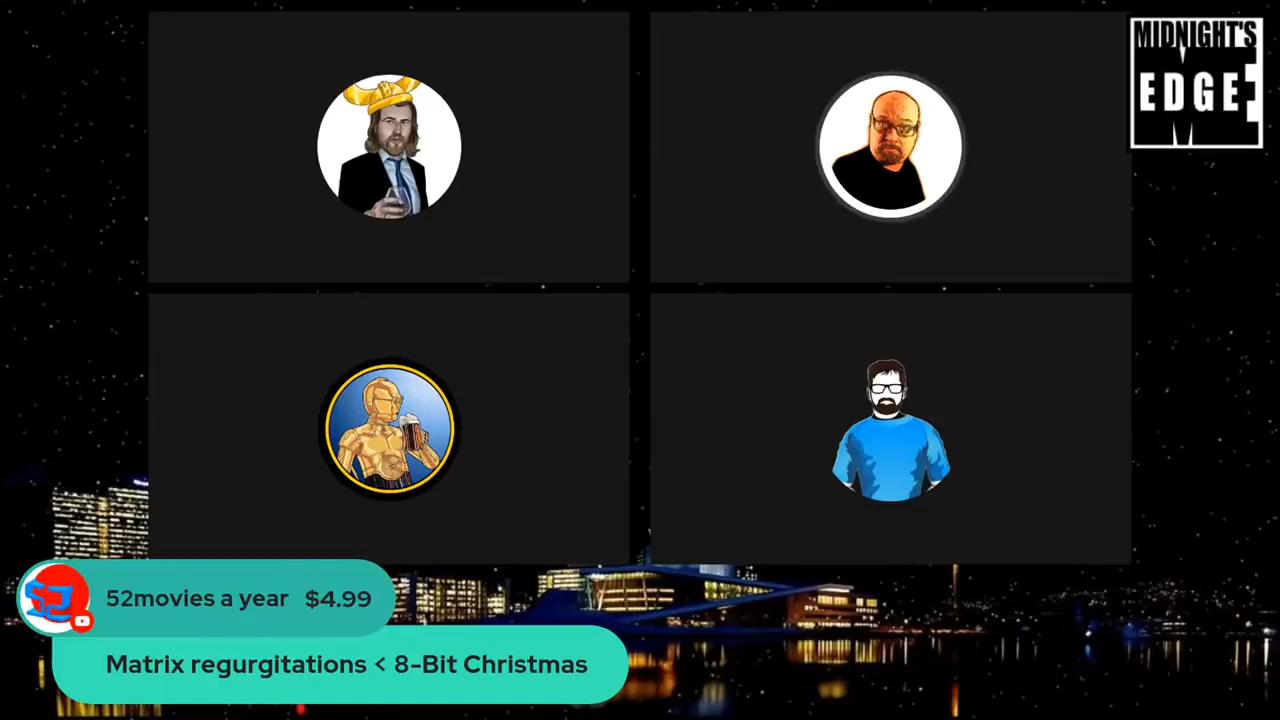 MIDNIGHT'S
EDGE
52movies a year $4.99
Matrix regurgitations < 8-Bit Christmas